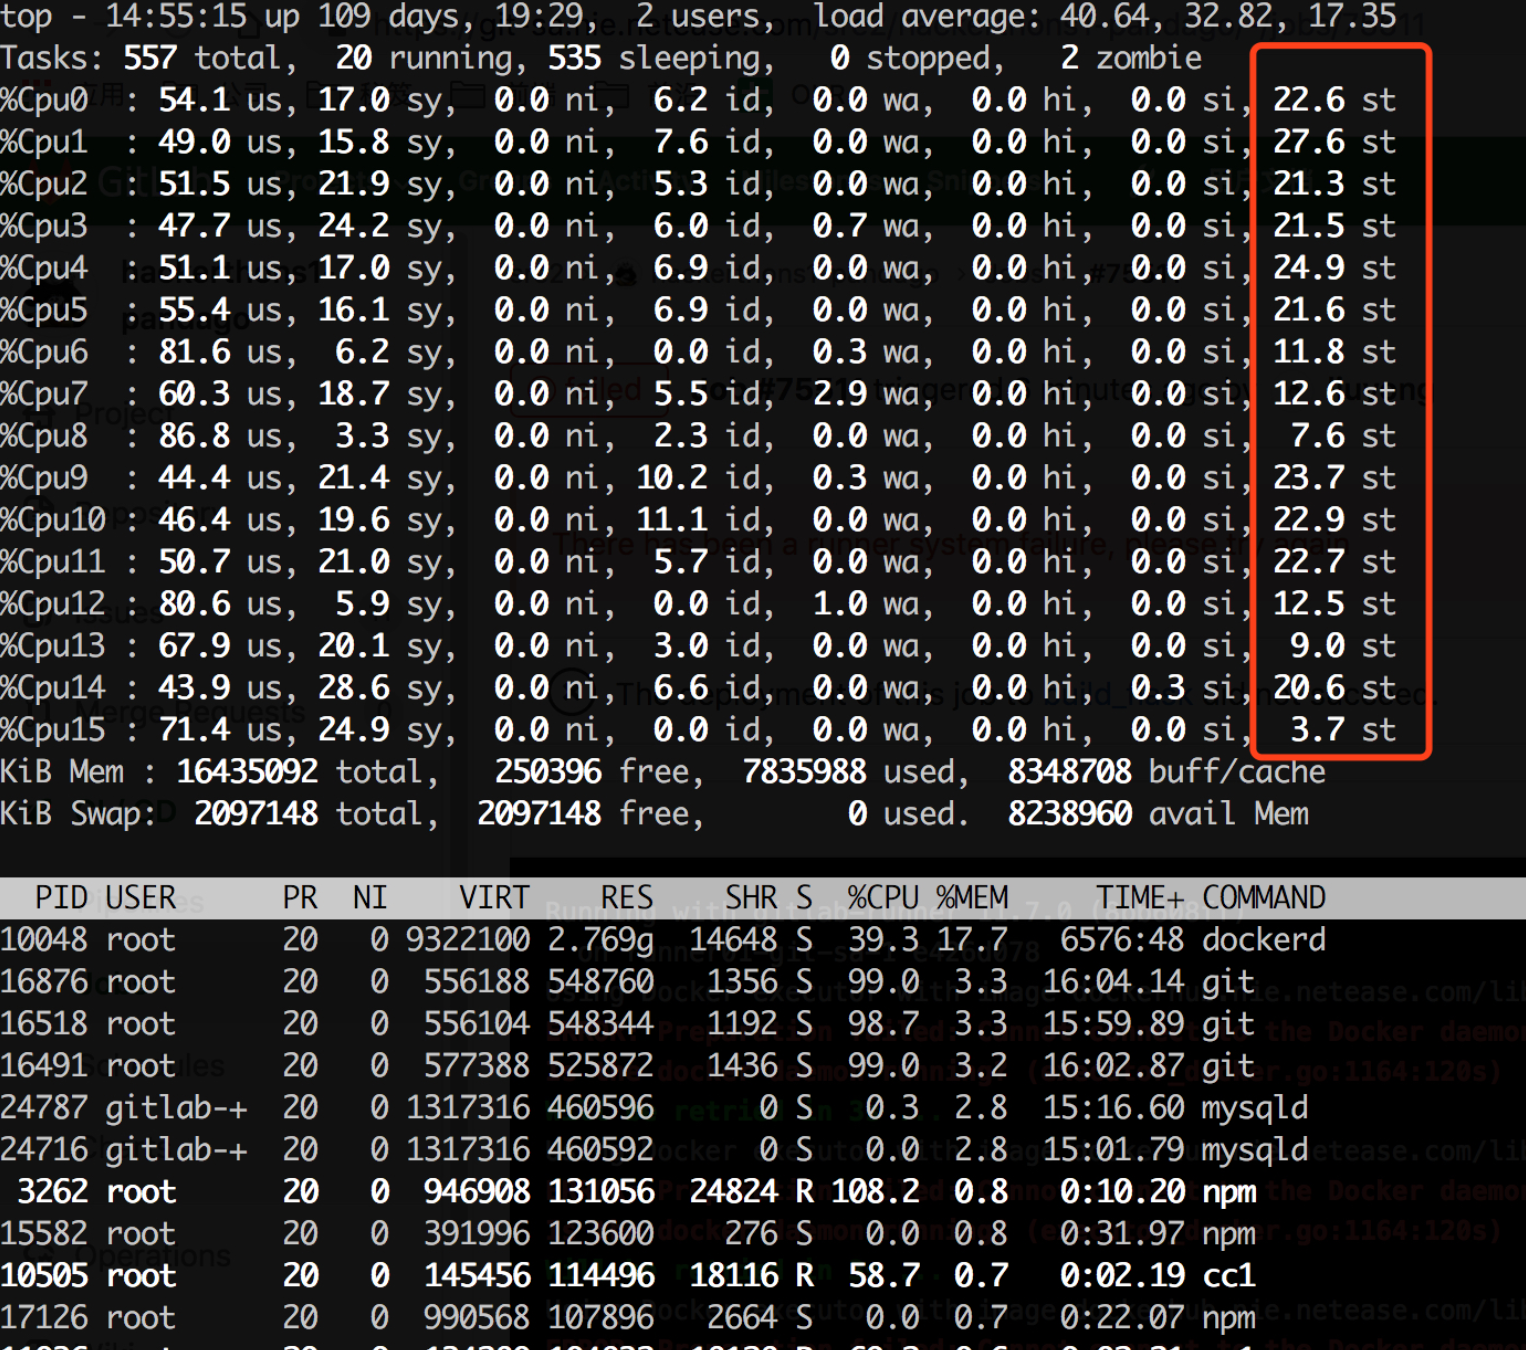 top - 14:55:15 up 109 days, 19:29,  2 users,  load average: 40.64, 32.82, 17.35
Tasks: 557 total,  20 running, 535 sleeping,   0 stopped,   2 zombie
%Cpu0  : 54.1 us, 17.0 sy,  0.0 ni,  6.2 id,  0.0 wa,  0.0 hi,  0.0 si, 22.6 st
%Cpu1  : 49.0 us, 15.8 sy,  0.0 ni,  7.6 id,  0.0 wa,  0.0 hi,  0.0 si, 27.6 st
%Cpu2  : 51.5 us, 21.9 sy,  0.0 ni,  5.3 id,  0.0 wa,  0.0 hi,  0.0 si, 21.3 st
%Cpu3  : 47.7 us, 24.2 sy,  0.0 ni,  6.0 id,  0.7 wa,  0.0 hi,  0.0 si, 21.5 st
%Cpu4  : 51.1 us, 17.0 sy,  0.0 ni,  6.9 id,  0.0 wa,  0.0 hi,  0.0 si, 24.9 st
%Cpu5  : 55.4 us, 16.1 sy,  0.0 ni,  6.9 id,  0.0 wa,  0.0 hi,  0.0 si, 21.6 st
%Cpu6  : 81.6 us,  6.2 sy,  0.0 ni,  0.0 id,  0.3 wa,  0.0 hi,  0.0 si, 11.8 st
%Cpu7  : 60.3 us, 18.7 sy,  0.0 ni,  5.5 id,  2.9 wa,  0.0 hi,  0.0 si, 12.6 st
%Cpu8  : 86.8 us,  3.3 sy,  0.0 ni,  2.3 id,  0.0 wa,  0.0 hi,  0.0 si,  7.6 st
%Cpu9  : 44.4 us, 21.4 sy,  0.0 ni, 10.2 id,  0.3 wa,  0.0 hi,  0.0 si, 23.7 st
%Cpu10 : 46.4 us, 19.6 sy,  0.0 ni, 11.1 id,  0.0 wa,  0.0 hi,  0.0 si, 22.9 st
%Cpu11 : 50.7 us, 21.0 sy,  0.0 ni,  5.7 id,  0.0 wa,  0.0 hi,  0.0 si, 22.7 st
%Cpu12 : 80.6 us,  5.9 sy,  0.0 ni,  0.0 id,  1.0 wa,  0.0 hi,  0.0 si, 12.5 st
%Cpu13 : 67.9 us, 20.1 sy,  0.0 ni,  3.0 id,  0.0 wa,  0.0 hi,  0.0 si,  9.0 st
%Cpu14 : 43.9 us, 28.6 sy,  0.0 ni,  6.6 id,  0.0 wa,  0.0 hi,  0.3 si, 20.6 st
%Cpu15 : 71.4 us, 24.9 sy,  0.0 ni,  0.0 id,  0.0 wa,  0.0 hi,  0.0 si,  3.7 st
KiB Mem : 16435092 total,   250396 free,  7835988 used,  8348708 buff/cache
KiB Swap:  2097148 total,  2097148 free,        0 used.  8238960 avail Mem
PID USER      PR  NI    VIRT    RES    SHR S  %CPU %MEM     TIME+ COMMAND
10048 root      20   0 9322100 2.769g  14648 S  39.3 17.7   6576:48 dockerd
16876 root      20   0  556188 548760   1356 S  99.0  3.3  16:04.14 git
16518 root      20   0  556104 548344   1192 S  98.7  3.3  15:59.89 git
16491 root      20   0  577388 525872   1436 S  99.0  3.2  16:02.87 git
24787 gitlab-+  20   0 1317316 460596      0 S   0.3  2.8  15:16.60 mysqld
24716 gitlab-+  20   0 1317316 460592      0 S   0.0  2.8  15:01.79 mysqld
3262 root      20   0  946908 131056  24824 R 108.2  0.8   0:10.20 npm
15582 root      20   0  391996 123600    276 S   0.0  0.8   0:31.97 npm
10505 root      20   0  145456 114496  18116 R  58.7  0.7   0:02.19 cc1
17126 root      20   0  990568 107896   2664 S   0.0  0.7   0:22.07 npm